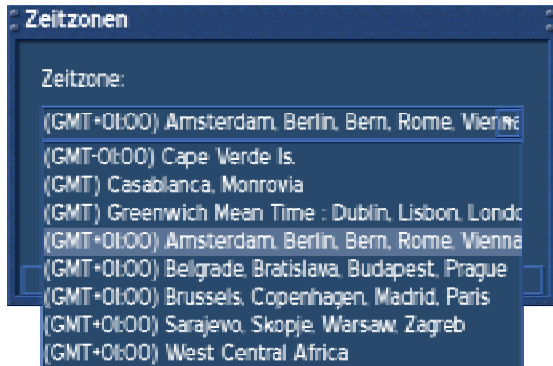 Zeitzonen
Zeitzone:
(GMT+01:00) Amsterdam, Berlin, Bern, Rome, Vienna
(GMT-01:00) Cape Verde Is.
(GMT) Casablanca, Monrovia
(GMT) Greenwich Mean Time : Dublin, Lisbon, Londo
(GMT+01:00) Amsterdam, Berlin, Bern, Rome, Vienna
(GMT+01:00) Belgrade, Bratislava, Budapest, Prague
(GMT+01:00) Brussels, Copenhagen, Madrid, Paris
(GMT+01:00) Sarajevo, Skopje, Warsaw, Zagreb
(GMT+01:00) West Central Africa